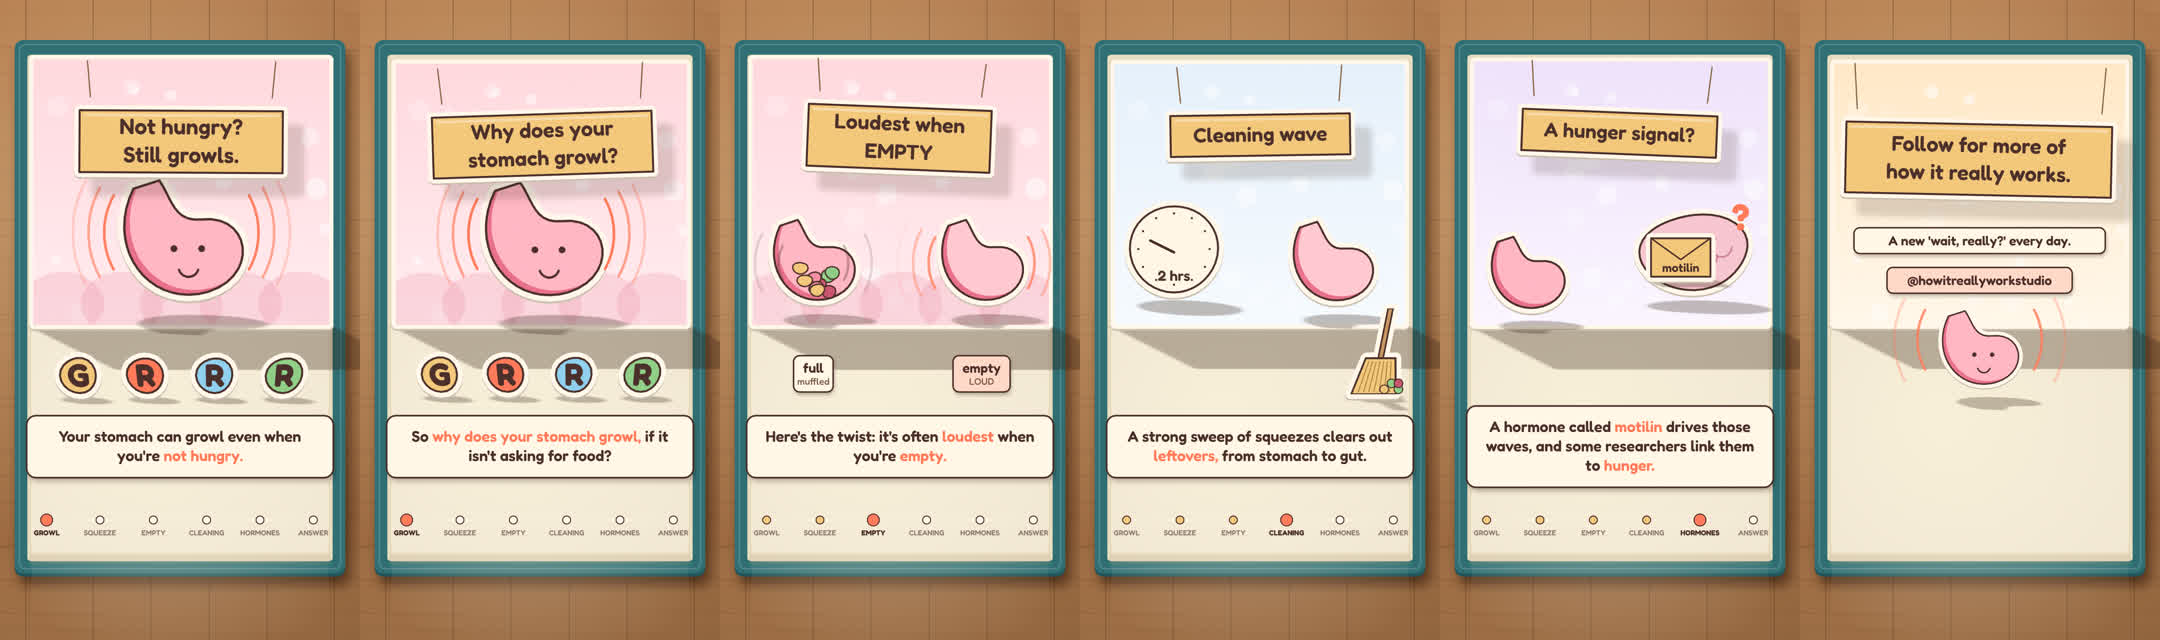 Not hungry?
Still growls.
G R R R
Your stomach can growl even when
you're not hungry.
GROWL SQUEEZE EMPTY CLEANING HORMONES ANSWER
Why does your
stomach growl?
G R R R
So why does your stomach growl, if it
isn't asking for food?
GROWL SQUEEZE EMPTY CLEANING HORMONES ANSWER
Loudest when
EMPTY
full
muffled
empty
LOUD
Here's the twist: it's often loudest when
you're empty.
GROWL SQUEEZE EMPTY CLEANING HORMONES ANSWER
Cleaning wave
2 hrs.
A strong sweep of squeezes clears out
leftovers, from stomach to gut.
GROWL SQUEEZE EMPTY CLEANING HORMONES ANSWER
A hunger signal?
?
motilin
A hormone called motilin drives those
waves, and some researchers link them
to hunger.
GROWL SQUEEZE EMPTY CLEANING HORMONES ANSWER
Follow for more of
how it really works.
A new 'wait, really?' every day.
@howitreallyworkstudio